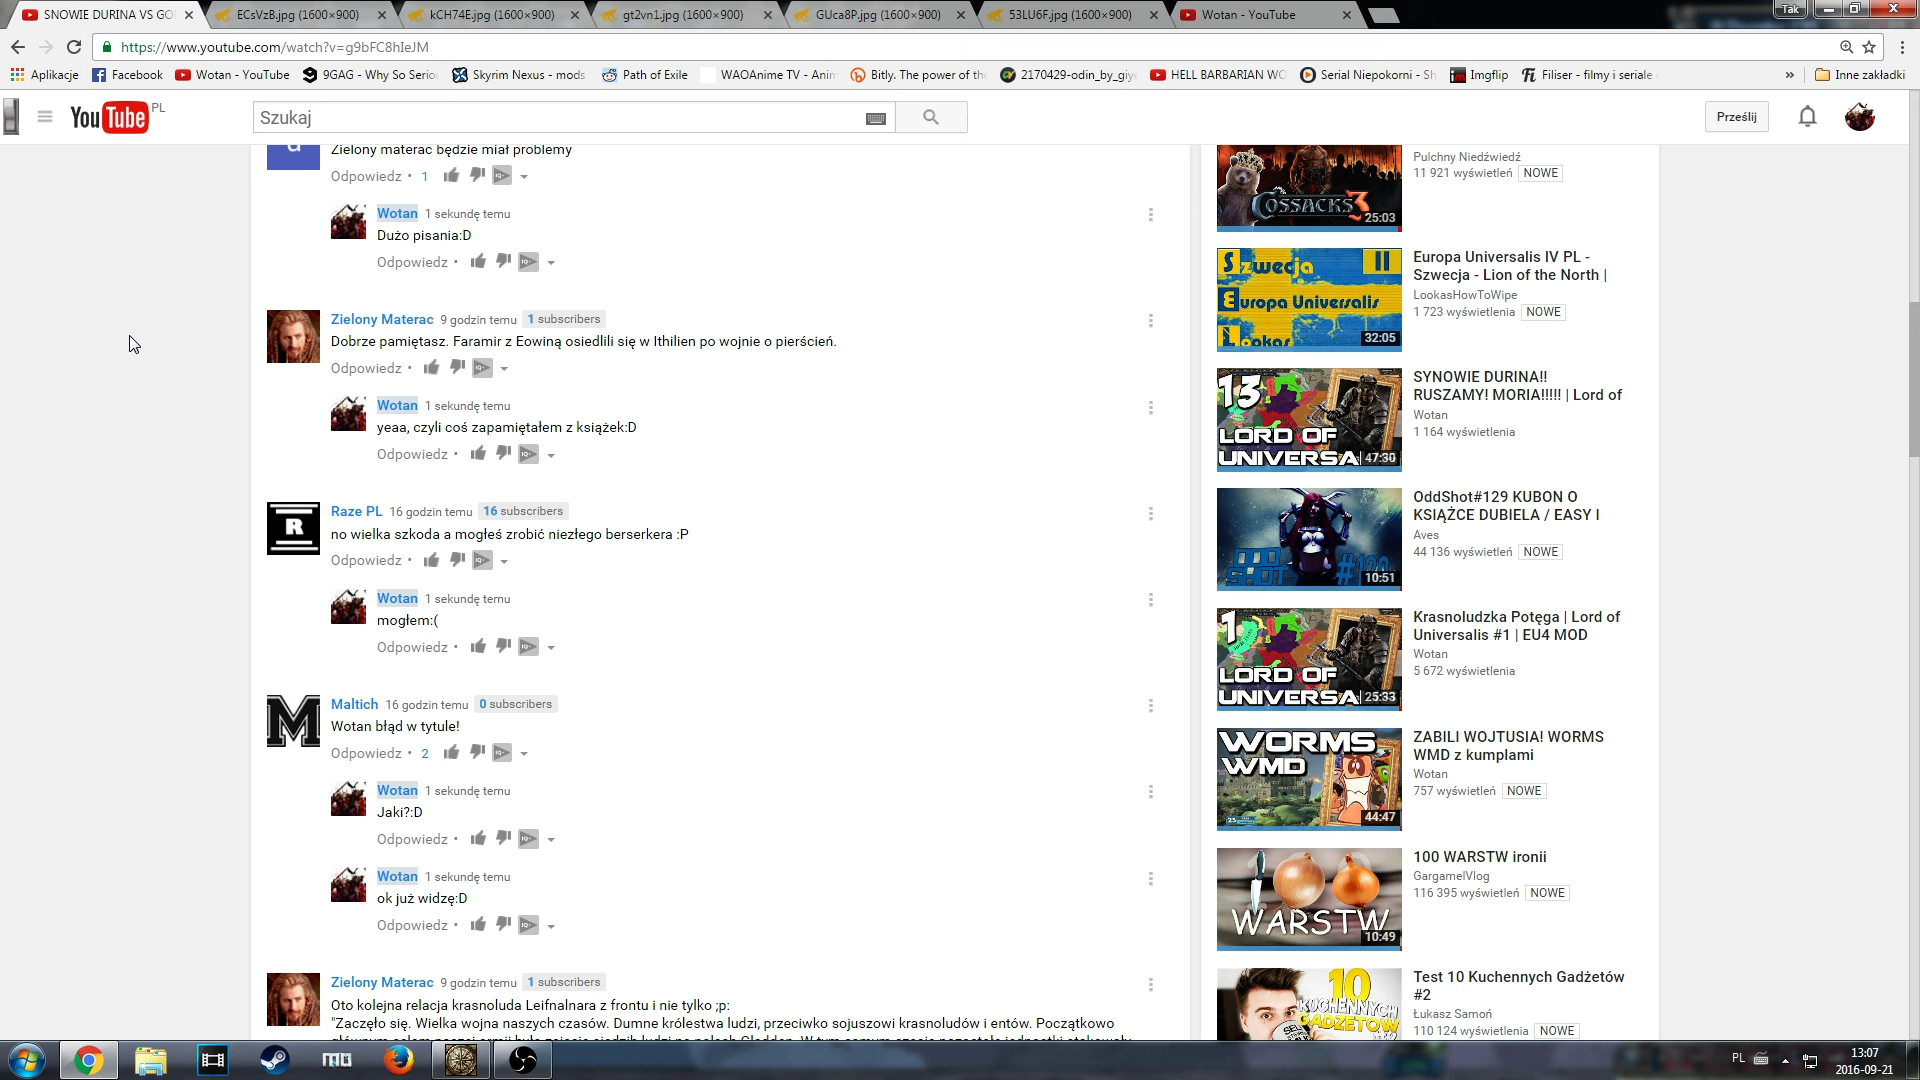 SNOWIE DURINA VS GO
ECsVzB.jpg (1600×900)
kCH74E.jpg (1600×900)
gt2vn1.jpg (1600×900)
GUca8P.jpg (1600×900)
53LU6F.jpg (1600×900)
Wotan - YouTube
Tak
https://www.youtube.com/watch?v=g9bFC8hIeJM
Aplikacje
Facebook
Wotan - YouTube
9GAG - Why So Serio
Skyrim Nexus - mods
Path of Exile
WAOAnime TV - Anim
Bitly. The power of th
2170429-odin_by_giy
HELL BARBARIAN WO
Serial Niepokorni - Sh
Imgflip
Filiser - filmy i seriale
»
Inne zakładki
YouTube PL
Szukaj
Prześlij
Zielony materac będzie miał problemy
Odpowiedz • 1
Wotan 1 sekundę temu
Dużo pisania:D
Odpowiedz •
Zielony Materac 9 godzin temu 1 subscribers
Dobrze pamiętasz. Faramir z Eowiną osiedlili się w Ithilien po wojnie o pierścień.
Odpowiedz •
Wotan 1 sekundę temu
yeaa, czyli coś zapamiętałem z książek:D
Odpowiedz •
R
Raze PL 16 godzin temu 16 subscribers
no wielka szkoda a mogłeś zrobić niezłego berserkera :P
Odpowiedz •
Wotan 1 sekundę temu
mogłem:(
Odpowiedz •
M
Maltich 16 godzin temu 0 subscribers
Wotan błąd w tytule!
Odpowiedz • 2
Wotan 1 sekundę temu
Jaki?:D
Odpowiedz •
Wotan 1 sekundę temu
ok już widzę:D
Odpowiedz •
Zielony Materac 9 godzin temu 1 subscribers
Oto kolejna relacja krasnoluda Leifnalnara z frontu i nie tylko ;p:
"Zaczęło się. Wielka wojna naszych czasów. Dumne królestwa ludzi, przeciwko sojuszowi krasnoludów i entów. Początkowo
COSSACKS 3
25:03
Pulchny Niedźwiedź
11 921 wyświetleń NOWE
Szwecja II
Europa Universalis
Lookas
32:05
Europa Universalis IV PL -
Szwecja - Lion of the North |
LookasHowToWipe
1 723 wyświetlenia NOWE
13
LORD OF
UNIVERSA
47:30
SYNOWIE DURINA!!
RUSZAMY! MORIA!!!!! | Lord of
Wotan
1 164 wyświetlenia
ODD
SHOT
#129
10:51
OddShot#129 KUBON O
KSIĄŻCE DUBIELA / EASY I
Aves
44 136 wyświetleń NOWE
1
LORD OF
UNIVERSA
25:33
Krasnoludzka Potęga | Lord of
Universalis #1 | EU4 MOD
Wotan
5 672 wyświetlenia
WORMS
WMD
44:47
ZABILI WOJTUSIA! WORMS
WMD z kumplami
Wotan
757 wyświetleń NOWE
WARSTW
10:49
100 WARSTW ironii
GargamelVlog
116 395 wyświetleń NOWE
10
KUCHENNYCH
GADŻETÓW
Test 10 Kuchennych Gadżetów
#2
Łukasz Samoń
110 124 wyświetlenia NOWE
PL
13:07
2016-09-21